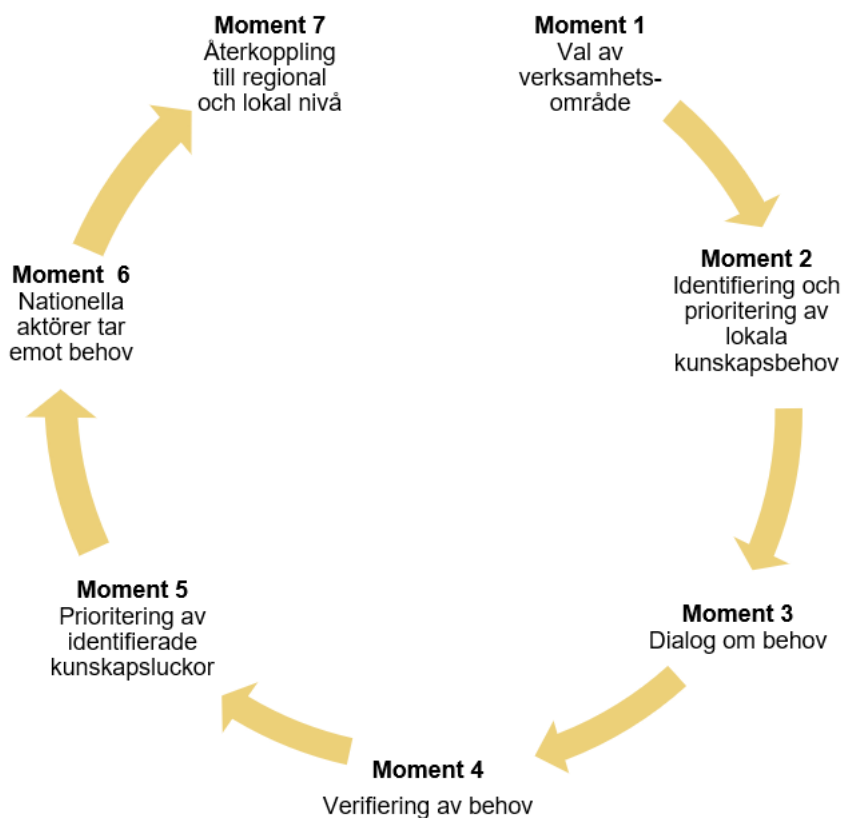 Moment 1
Val av
verksamhets-
område
Moment 2
Identifiering och
prioritering av
lokala
kunskapsbehov
Moment 3
Dialog om behov
Moment 4
Verifiering av behov
Moment 5
Prioritering av
identifierade
kunskapsluckor
Moment 6
Nationella
aktörer tar
emot behov
Moment 7
Återkoppling
till regional
och lokal nivå